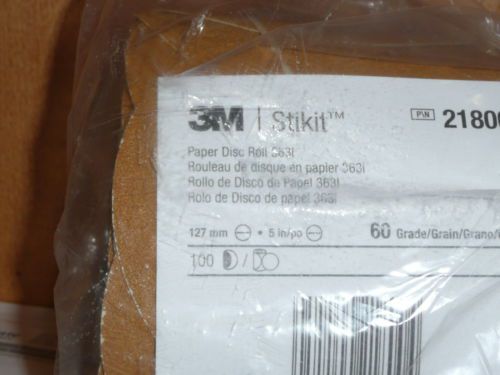 3M | Stikit™
P\N 21800
Paper Disc Roll 363I
Rouleau de disque en papier 363I
Rollo de Disco de Papel 363I
Rolo de Disco de papel 363I
127 mm • 5 in/po
60 Grade/Grain/Grano/
100 /